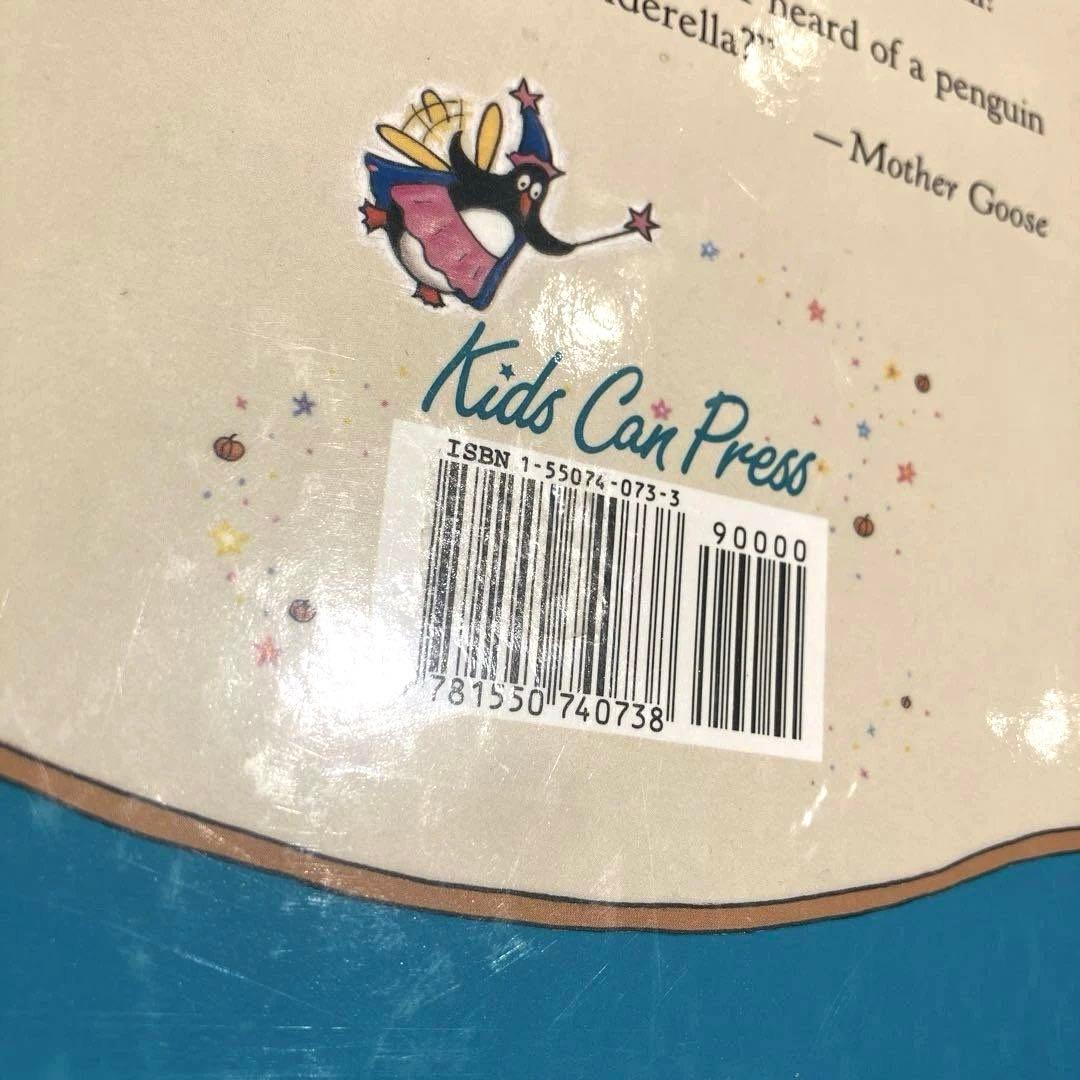 heard of a penguin
derella?"
— Mother Goose
Kids Can Press
ISBN 1-55074-073-3
90000
781550 740738